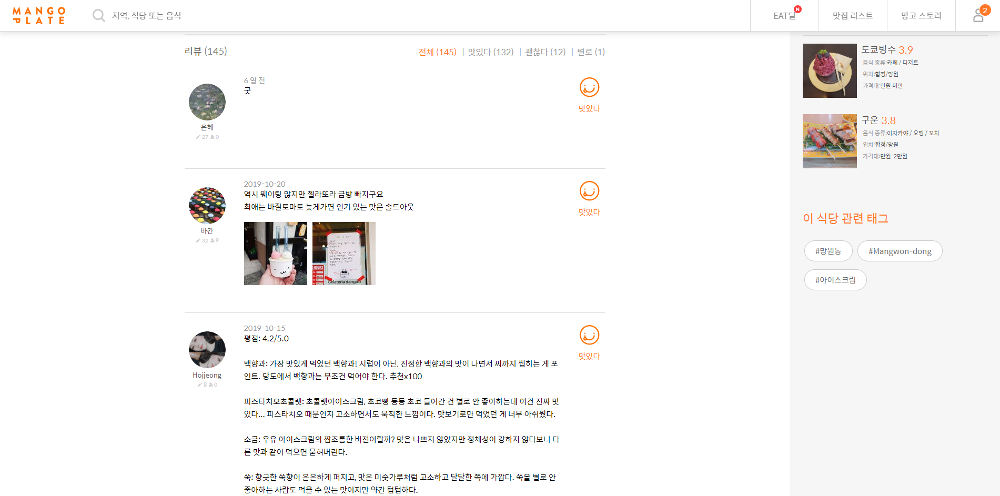 MANGO
PLATE
지역, 식당 또는 음식
EAT딜
N
맛집 리스트
망고 스토리
2
리뷰 (145)
전체 (145) | 맛있다 (132) | 괜찮다 (12) | 별로 (1)
6 일 전
굿
맛있다
은혜
27 0
2019-10-20
역시 웨이팅 많지만 젤라또라 금방 빠지구요
최애는 바질토마토 늦게가면 인기 있는 맛은 솔드아웃
맛있다
바칸
32 9
HOURS
Gelateria dangdo
2019-10-15
평점: 4.2/5.0
맛있다
Hojjeong
8 0
백향과: 가장 맛있게 먹었던 백향과! 시럽이 아닌, 진정한 백향과의 맛이 나면서 씨까지 씹히는 게 포
인트. 당도에서 백향과는 무조건 먹어야 한다. 추천x100
피스타치오초콜렛: 초콜렛아이스크림, 초코빵 등등 초코 들어간 건 별로 안 좋아하는데 이건 진짜 맛
있다... 피스타치오 때문인지 고소하면서도 묵직한 느낌이다. 맛보기로만 먹었던 게 너무 아쉬웠다.
소금: 우유 아이스크림의 짭조름한 버전이랄까? 맛은 나쁘지 않았지만 정체성이 강하지 않다보니 다
른 맛과 같이 먹으면 묻혀버린다.
쑥: 향긋한 쑥향이 은은하게 퍼지고, 맛은 미숫가루처럼 고소하고 달달한 쪽에 가깝다. 쑥을 별로 안
좋아하는 사람도 먹을 수 있는 맛이지만 약간 텁텁하다.
도쿄빙수 3.9
음식 종류:카페 / 디저트
위치:합정/망원
가격대:만원 미만
구운 3.8
음식 종류:이자카야 / 오뎅 / 꼬치
위치:합정/망원
가격대:만원-2만원
이 식당 관련 태그
#망원동
#Mangwon-dong
#아이스크림